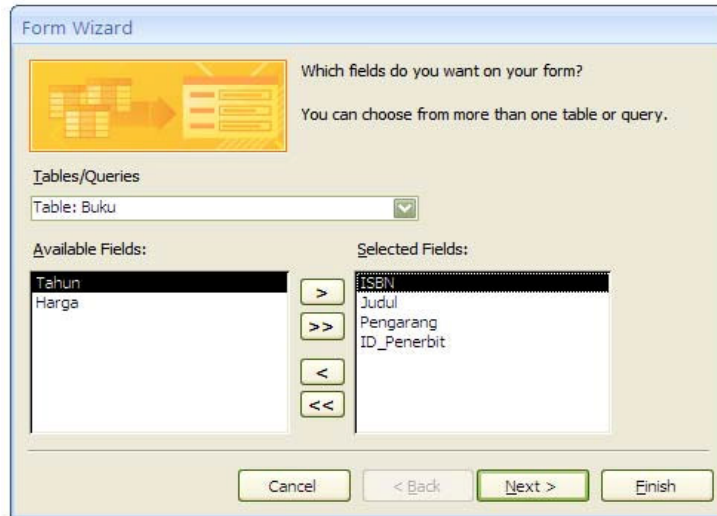 Form Wizard
Which fields do you want on your form?
You can choose from more than one table or query.
Tables/Queries
Table: Buku
Available Fields:
Selected Fields:
Tahun
Harga
>
>>
<
<<
ISBN
Judul
Pengarang
ID_Penerbit
Cancel
< Back
Next >
Finish